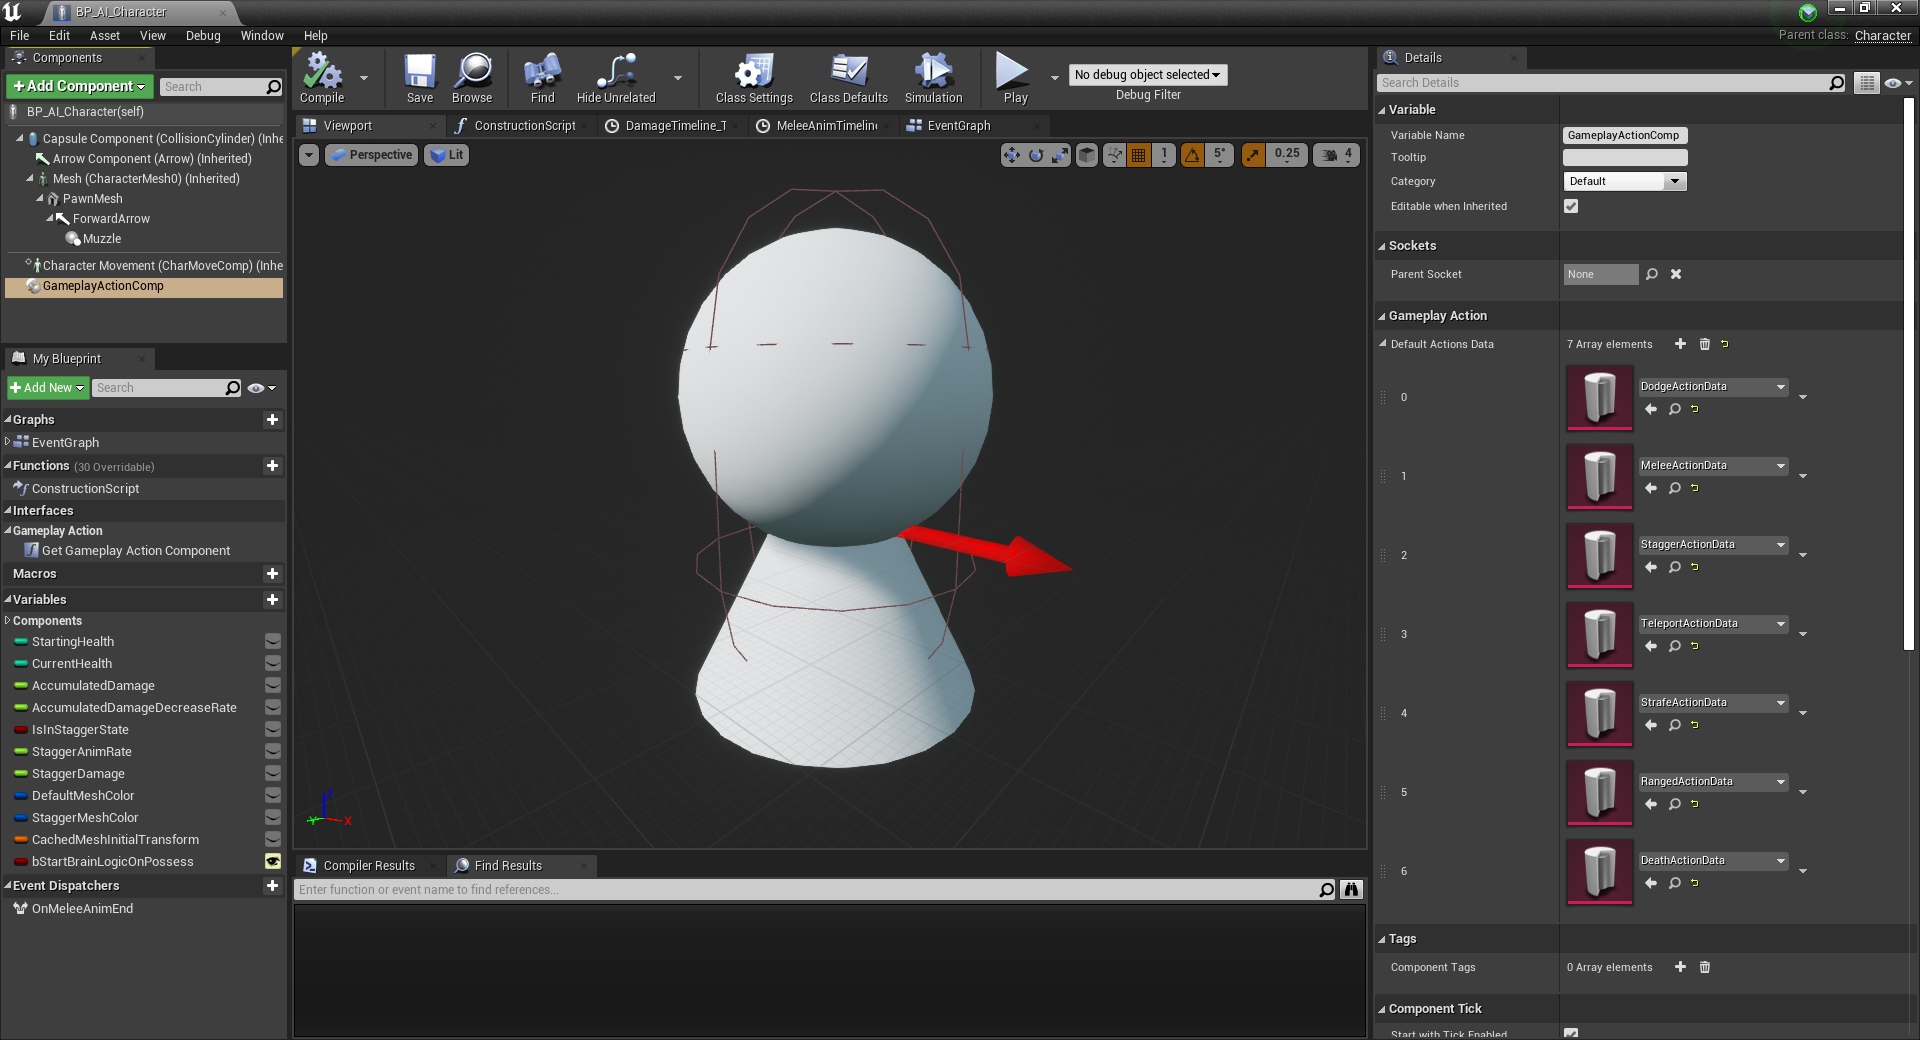 BP_AI_Character
File Edit Asset View Debug Window Help
Parent class: Character
Components
+ Add Component
Search
BP_AI_Character(self)
Capsule Component (CollisionCylinder) (Inhe
Arrow Component (Arrow) (Inherited)
Mesh (CharacterMesh0) (Inherited)
PawnMesh
ForwardArrow
Muzzle
Character Movement (CharMoveComp) (Inhe
GameplayActionComp
My Blueprint
+ Add New
Search
Graphs
EventGraph
Functions (30 Overridable)
ConstructionScript
Interfaces
Gameplay Action
Get Gameplay Action Component
Macros
Variables
Components
StartingHealth
CurrentHealth
AccumulatedDamage
AccumulatedDamageDecreaseRate
IsInStaggerState
StaggerAnimRate
StaggerDamage
DefaultMeshColor
StaggerMeshColor
CachedMeshInitialTransform
bStartBrainLogicOnPossess
Event Dispatchers
OnMeleeAnimEnd
Compile
Save
Browse
Find
Hide Unrelated
Class Settings
Class Defaults
Simulation
Play
No debug object selected
Debug Filter
Viewport
ConstructionScript
DamageTimeline_T
MeleeAnimTimelin
EventGraph
Perspective
Lit
1
5°
0.25
4
Z
Y
X
Compiler Results
Find Results
Enter function or event name to find references...
Details
Search Details
Variable
Variable Name GameplayActionComp
Tooltip
Category Default
Editable when Inherited
Sockets
Parent Socket None
Gameplay Action
Default Actions Data 7 Array elements
0 DodgeActionData
1 MeleeActionData
2 StaggerActionData
3 TeleportActionData
4 StrafeActionData
5 RangedActionData
6 DeathActionData
Tags
Component Tags 0 Array elements
Component Tick
Start with Tick Enabled